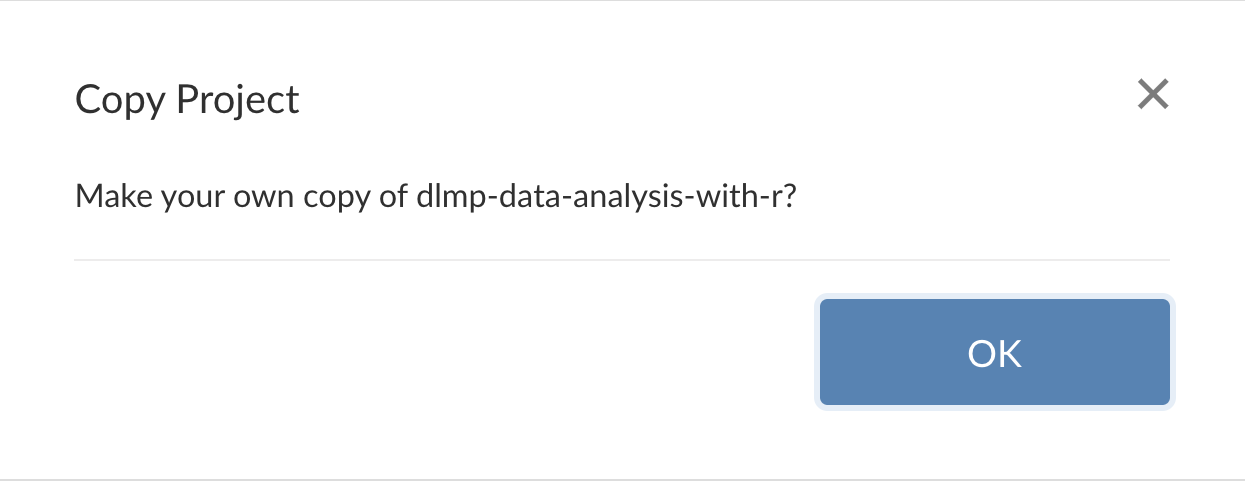 Copy Project
Make your own copy of dlmp-data-analysis-with-r?
OK